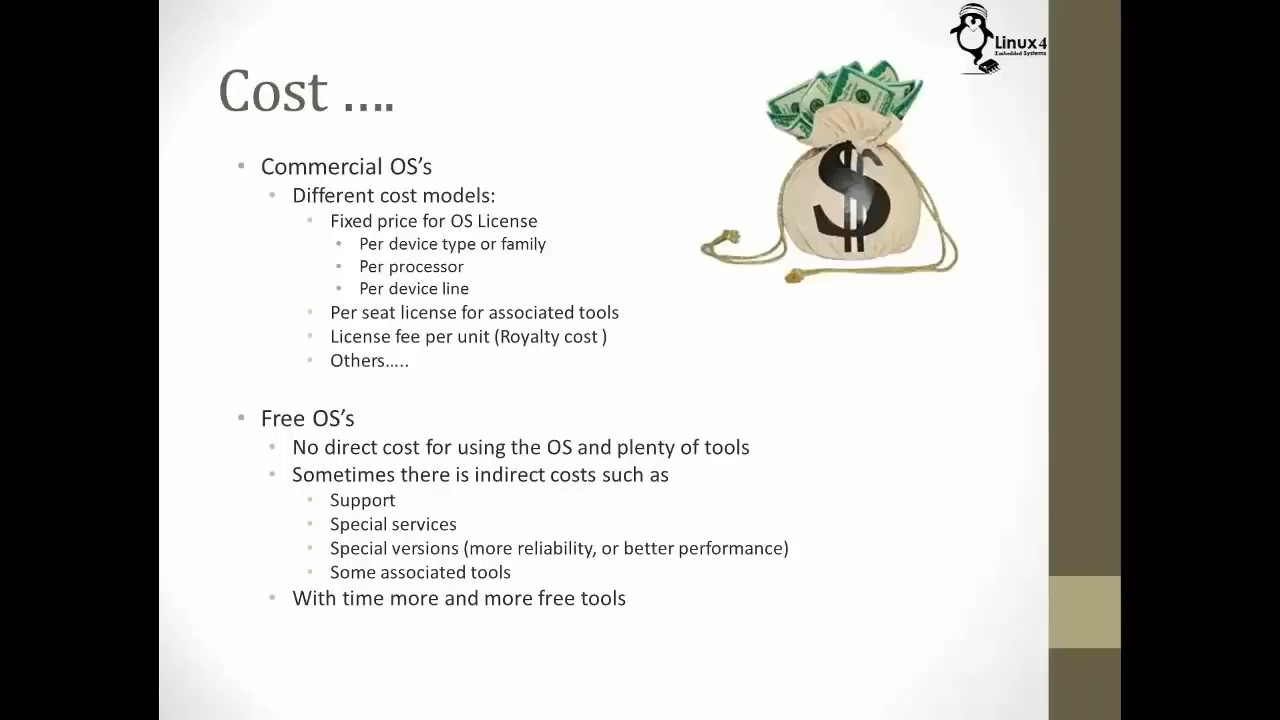 Linux4
Embedded Systems
Cost ....
• Commercial OS's
• Different cost models:
• Fixed price for OS License
• Per device type or family
• Per processor
• Per device line
• Per seat license for associated tools
• License fee per unit (Royalty cost )
• Others…..
• Free OS's
• No direct cost for using the OS and plenty of tools
• Sometimes there is indirect costs such as
• Support
• Special services
• Special versions (more reliability, or better performance)
• Some associated tools
• With time more and more free tools
$